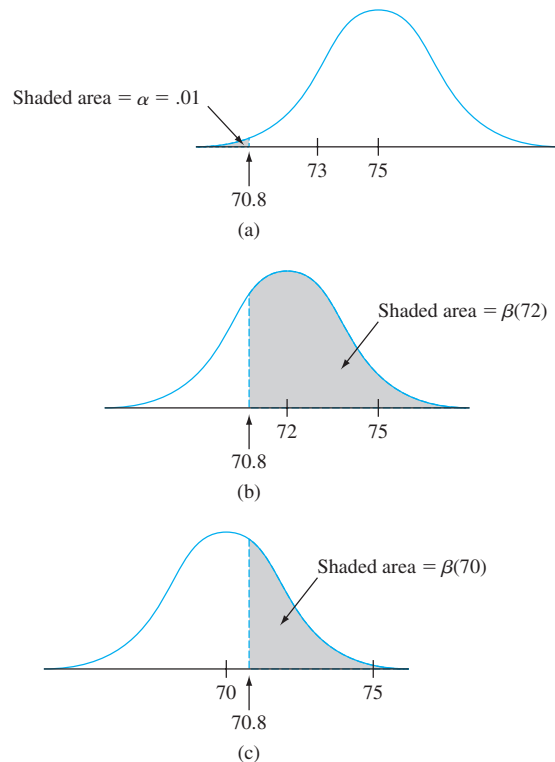 Shaded area = α = .01
73 75
70.8
(a)
Shaded area = β(72)
72 75
70.8
(b)
Shaded area = β(70)
70 75
70.8
(c)